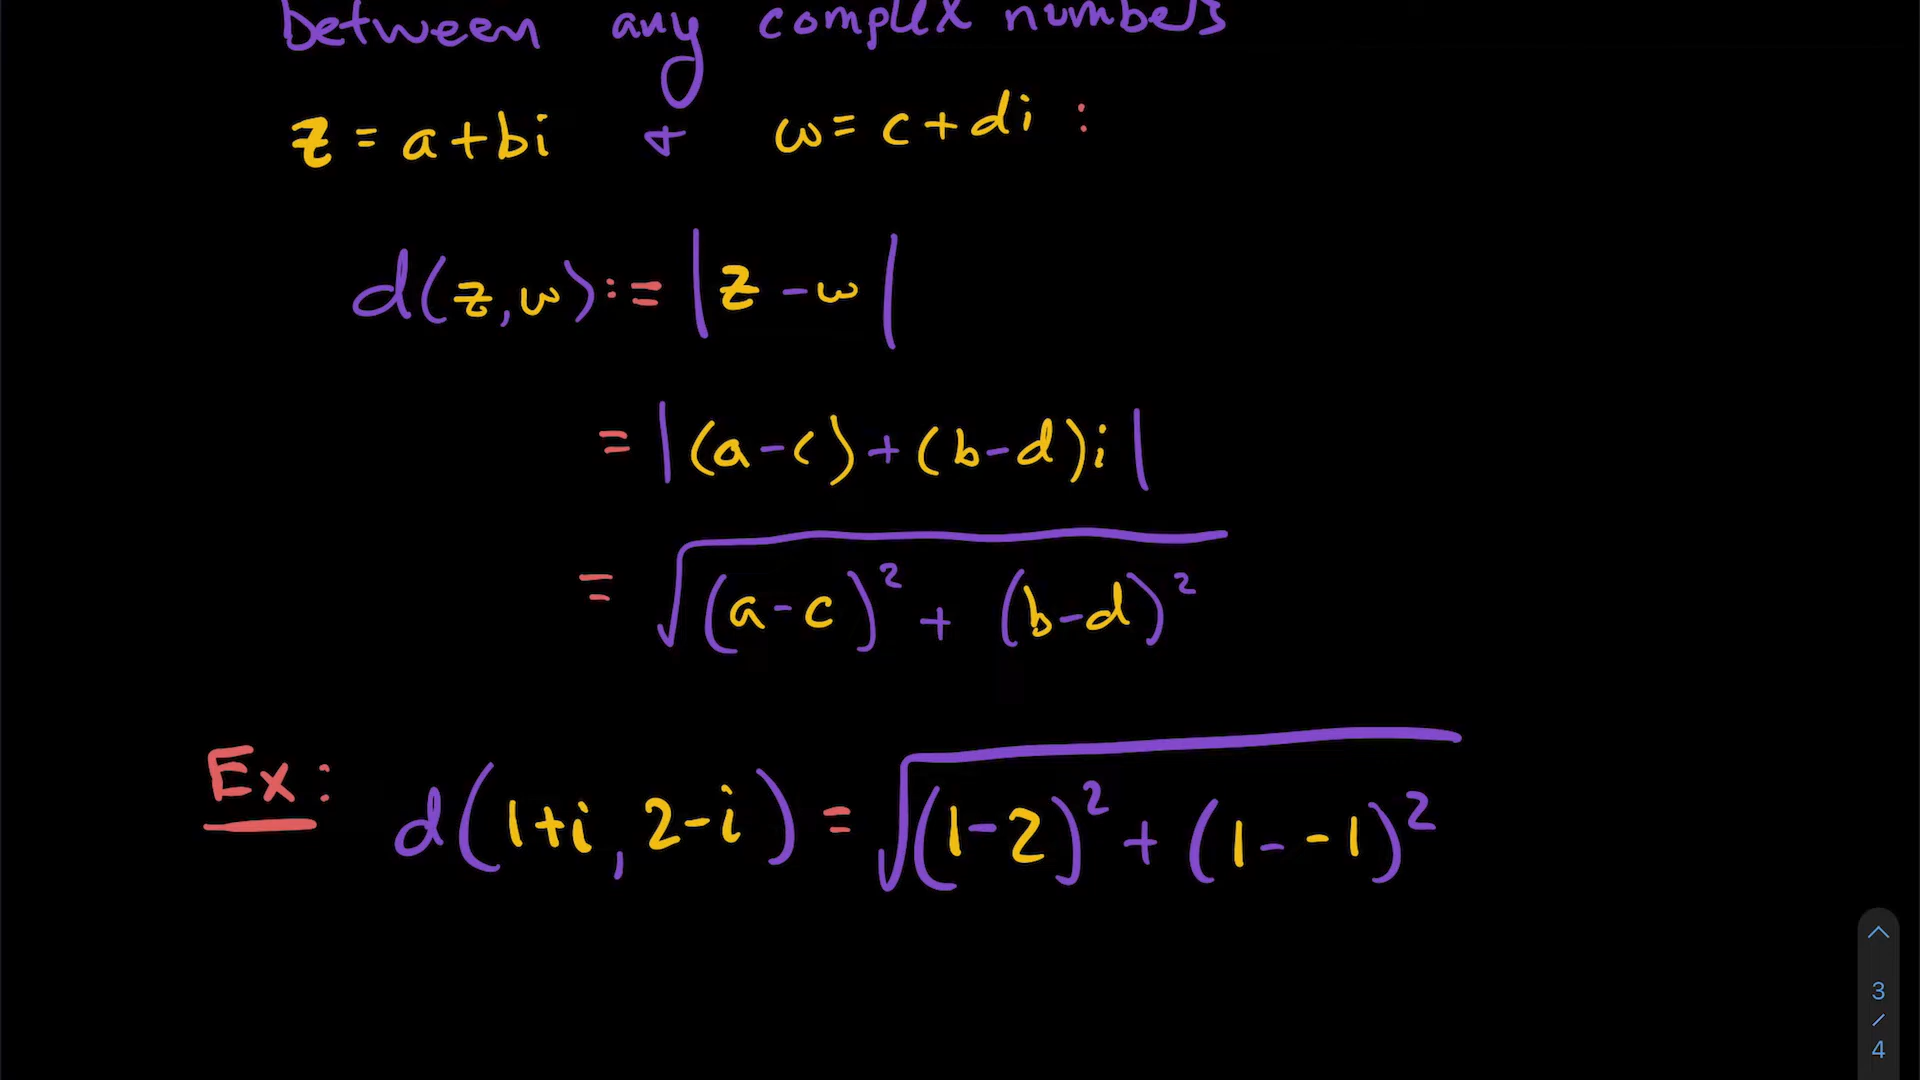 between any complex numbers
z = a+bi & w = c+di :
d(z,w) := |z-w|
= |(a-c)+(b-d)i|
= √((a-c)² + (b-d)²)
Ex: d(1+i, 2-i) = √((1-2)² + (1--1)²)
3
/
4